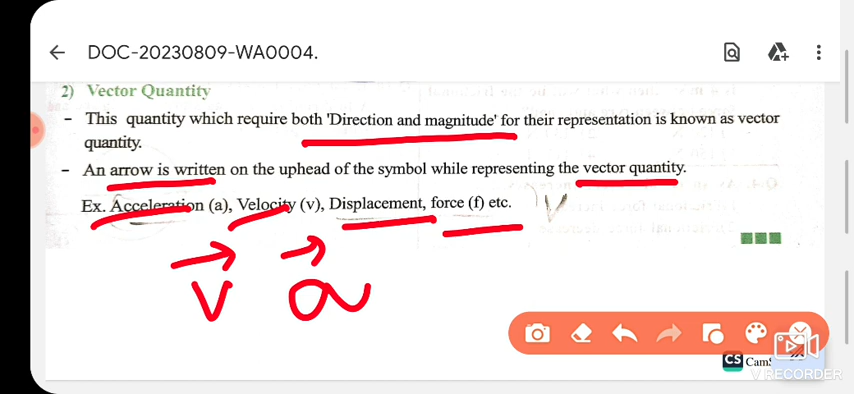 DOC-20230809-WA0004.
2) Vector Quantity
- This quantity which require both 'Direction and magnitude' for their representation is known as vector
quantity.
- An arrow is written on the uphead of the symbol while representing the vector quantity.
Ex. Acceleration (a), Velocity (v), Displacement, force (f) etc.
V
v a
CS Cam
V RECORDER